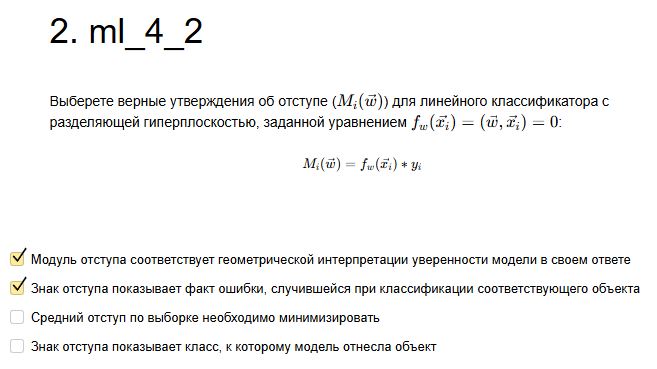 2. ml_4_2
Выберете верные утверждения об отступе (M_i(\vec{w})) для линейного классификатора с
разделяющей гиперплоскостью, заданной уравнением f_w(\vec{x}_i) = (\vec{w}, \vec{x}_i) = 0:
M_i(\vec{w}) = f_w(\vec{x}_i) * y_i
Модуль отступа соответствует геометрической интерпретации уверенности модели в своем ответе
Знак отступа показывает факт ошибки, случившейся при классификации соответствующего объекта
Средний отступ по выборке необходимо минимизировать
Знак отступа показывает класс, к которому модель отнесла объект